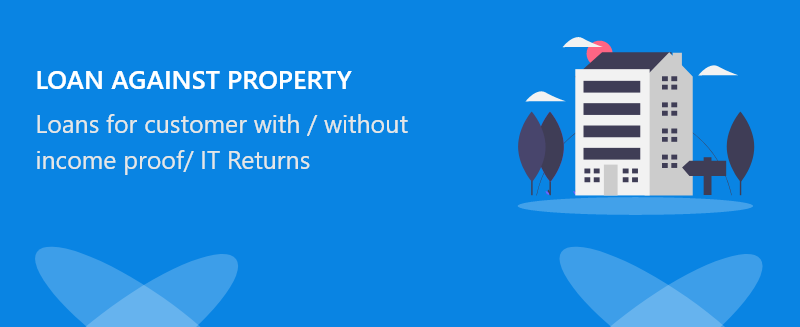 LOAN AGAINST PROPERTY
Loans for customer with / without
income proof/ IT Returns